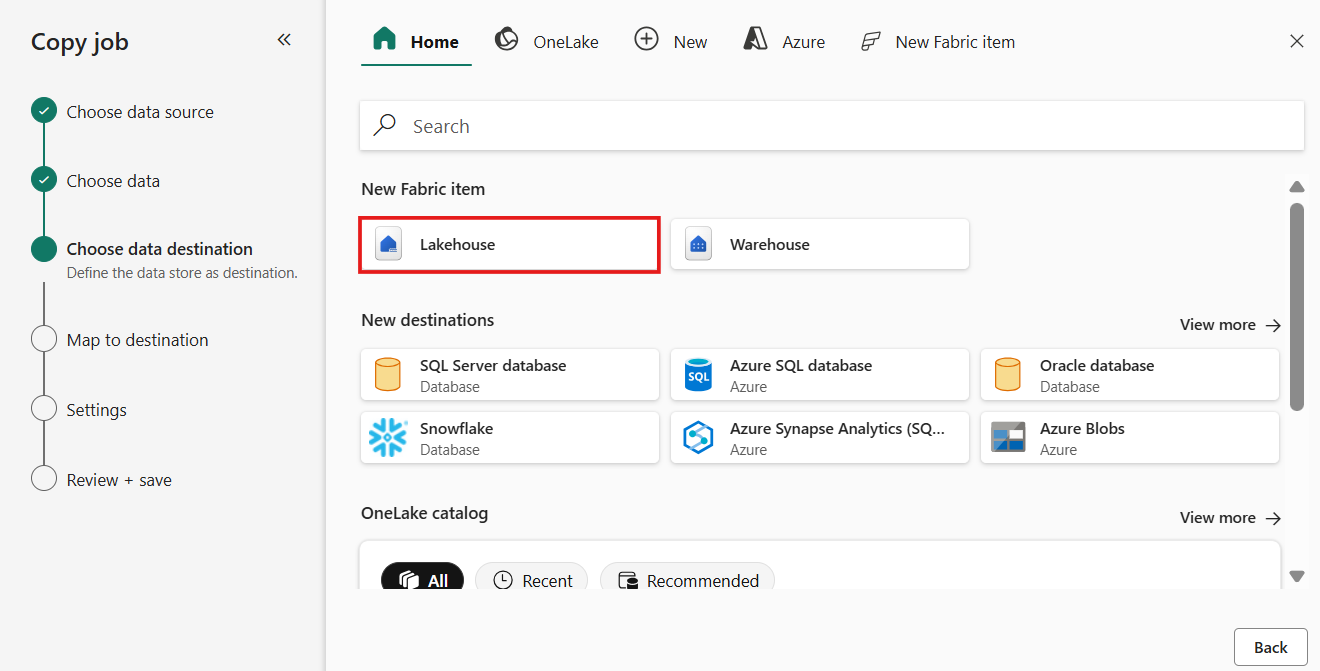 Copy job
Choose data source
Choose data
Choose data destination
Define the data store as destination.
Map to destination
Settings
Review + save
Home OneLake New Azure New Fabric item
Search
New Fabric item
Lakehouse Warehouse
New destinations View more
SQL Server database
Database
SQL
Azure SQL database
Azure
Oracle database
Database
Snowflake
Database
Azure Synapse Analytics (SQ...
Azure
Azure Blobs
Azure
OneLake catalog View more
All Recent Recommended
Back